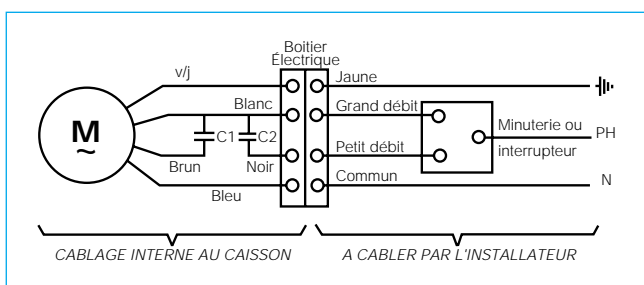 Boitier
Électrique
v/j
Jaune
Blanc
Grand débit
M
~
C1
C2
Minuterie ou
interrupteur
PH
Brun
Noir
Petit débit
Bleu
Commun
N
CABLAGE INTERNE AU CAISSON
A CABLER PAR L'INSTALLATEUR